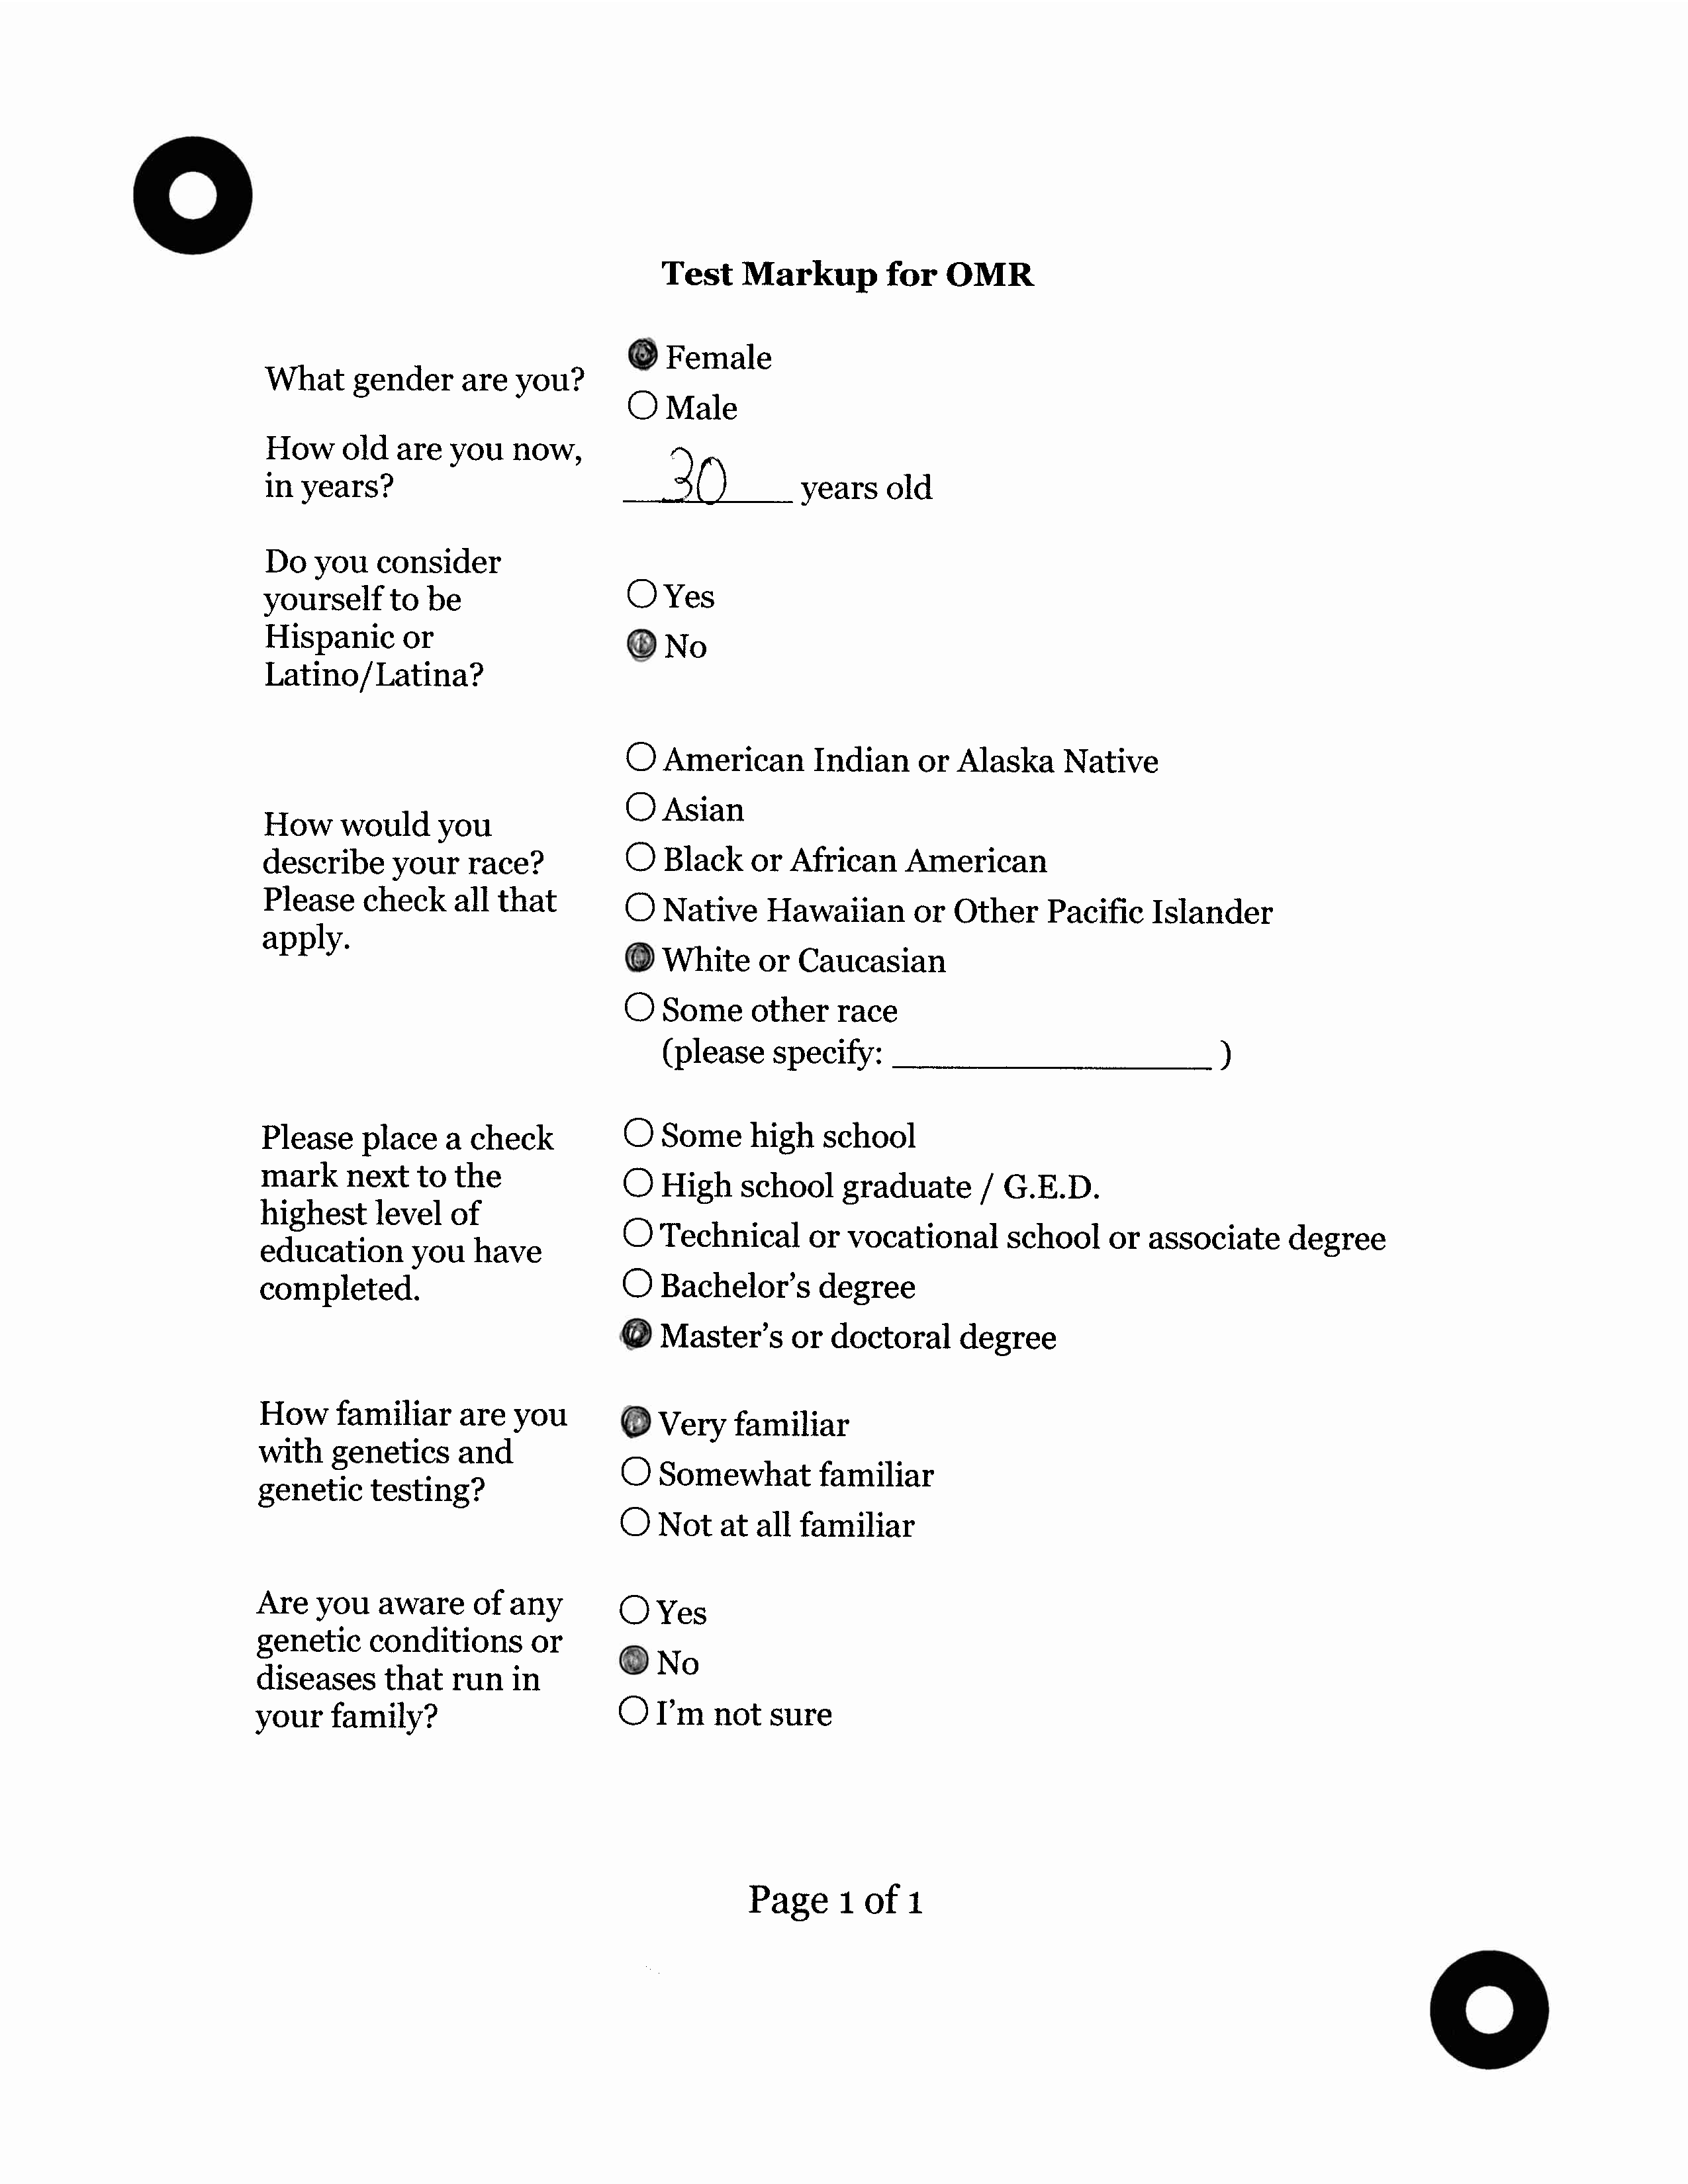 Test Markup for OMR
What gender are you?
Female
Male
How old are you now,
in years?
30 years old
Do you consider
yourself to be
Hispanic or
Latino/Latina?
Yes
No
How would you
describe your race?
Please check all that
apply.
American Indian or Alaska Native
Asian
Black or African American
Native Hawaiian or Other Pacific Islander
White or Caucasian
Some other race
(please specify: )
Please place a check
mark next to the
highest level of
education you have
completed.
Some high school
High school graduate / G.E.D.
Technical or vocational school or associate degree
Bachelor's degree
Master's or doctoral degree
How familiar are you
with genetics and
genetic testing?
Very familiar
Somewhat familiar
Not at all familiar
Are you aware of any
genetic conditions or
diseases that run in
your family?
Yes
No
I'm not sure
Page 1 of 1